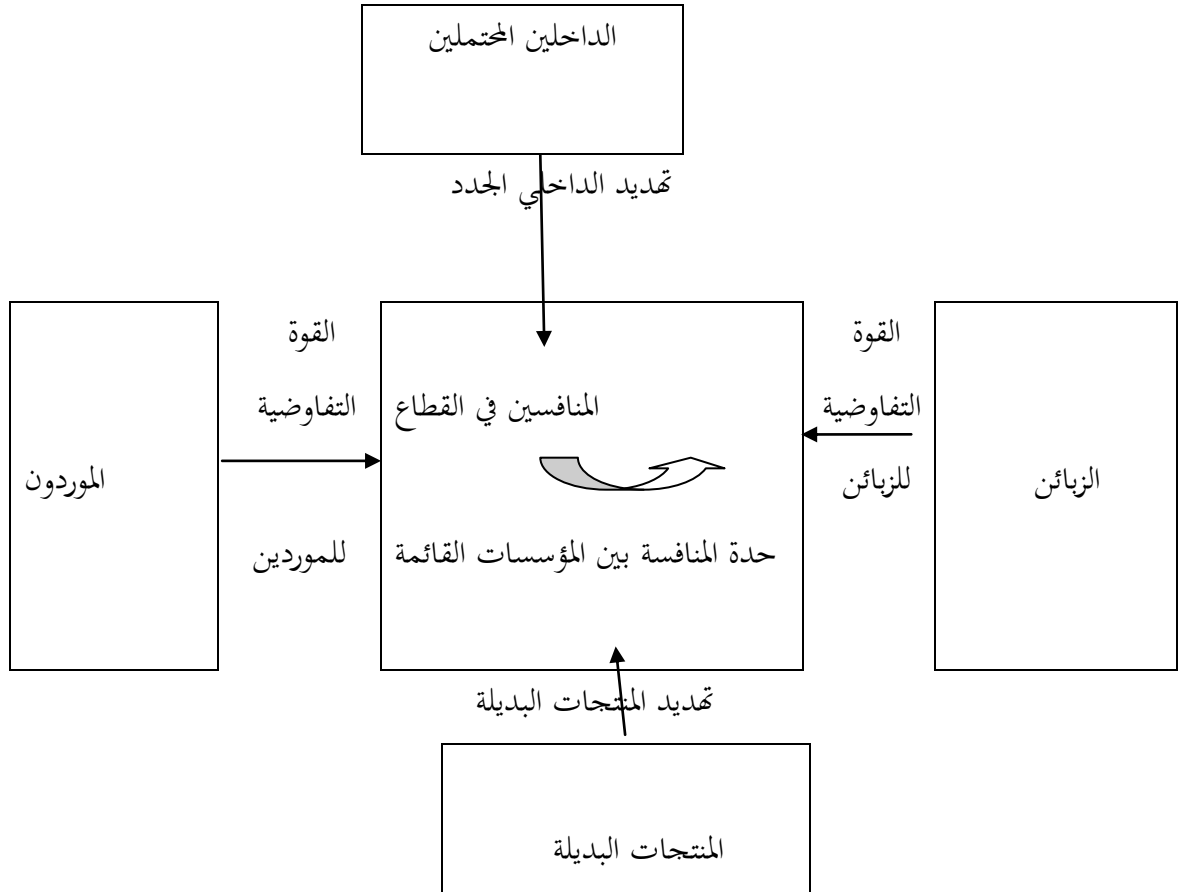 الداخلين المحتملين
تهديد الداخلي الجدد
القوة
التفاوضية
للزبائن
الزبائن
المنافسين في القطاع
حدة المنافسة بين المؤسسات القائمة
القوة
التفاوضية
للموردين
الموردون
تهديد المنتجات البديلة
المنتجات البديلة